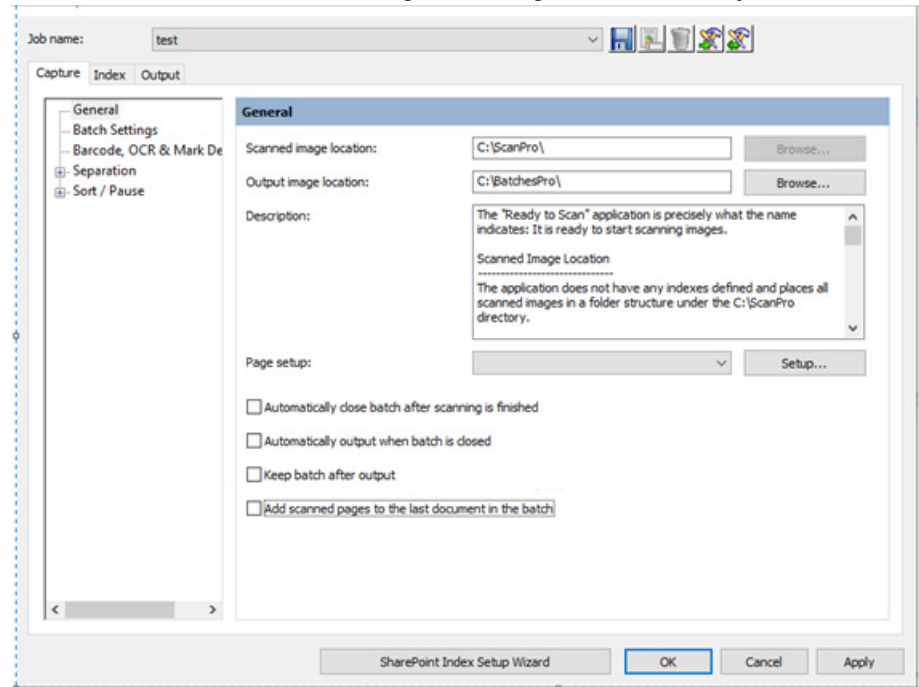 Job name:
test
Capture
Index
Output
General
Batch Settings
Barcode, OCR & Mark De
Separation
Sort / Pause
General
Scanned image location:
C:\ScanPro\
Browse...
Output image location:
C:\BatchesPro\
Browse...
Description:
The "Ready to Scan" application is precisely what the name
indicates: It is ready to start scanning images.
Scanned Image Location
------------------------------
The application does not have any indexes defined and places all
scanned images in a folder structure under the C:\ScanPro
directory.
Page setup:
Setup...
Automatically close batch after scanning is finished
Automatically output when batch is closed
Keep batch after output
Add scanned pages to the last document in the batch
SharePoint Index Setup Wizard
OK
Cancel
Apply